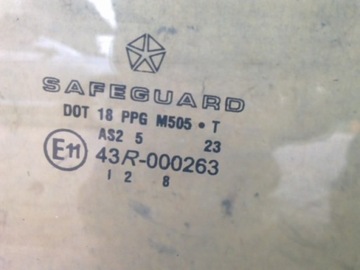 SAFEGUARD
DOT 18 PPG M505 • T
AS2 5 23
E11 43R-000263
1 2 8